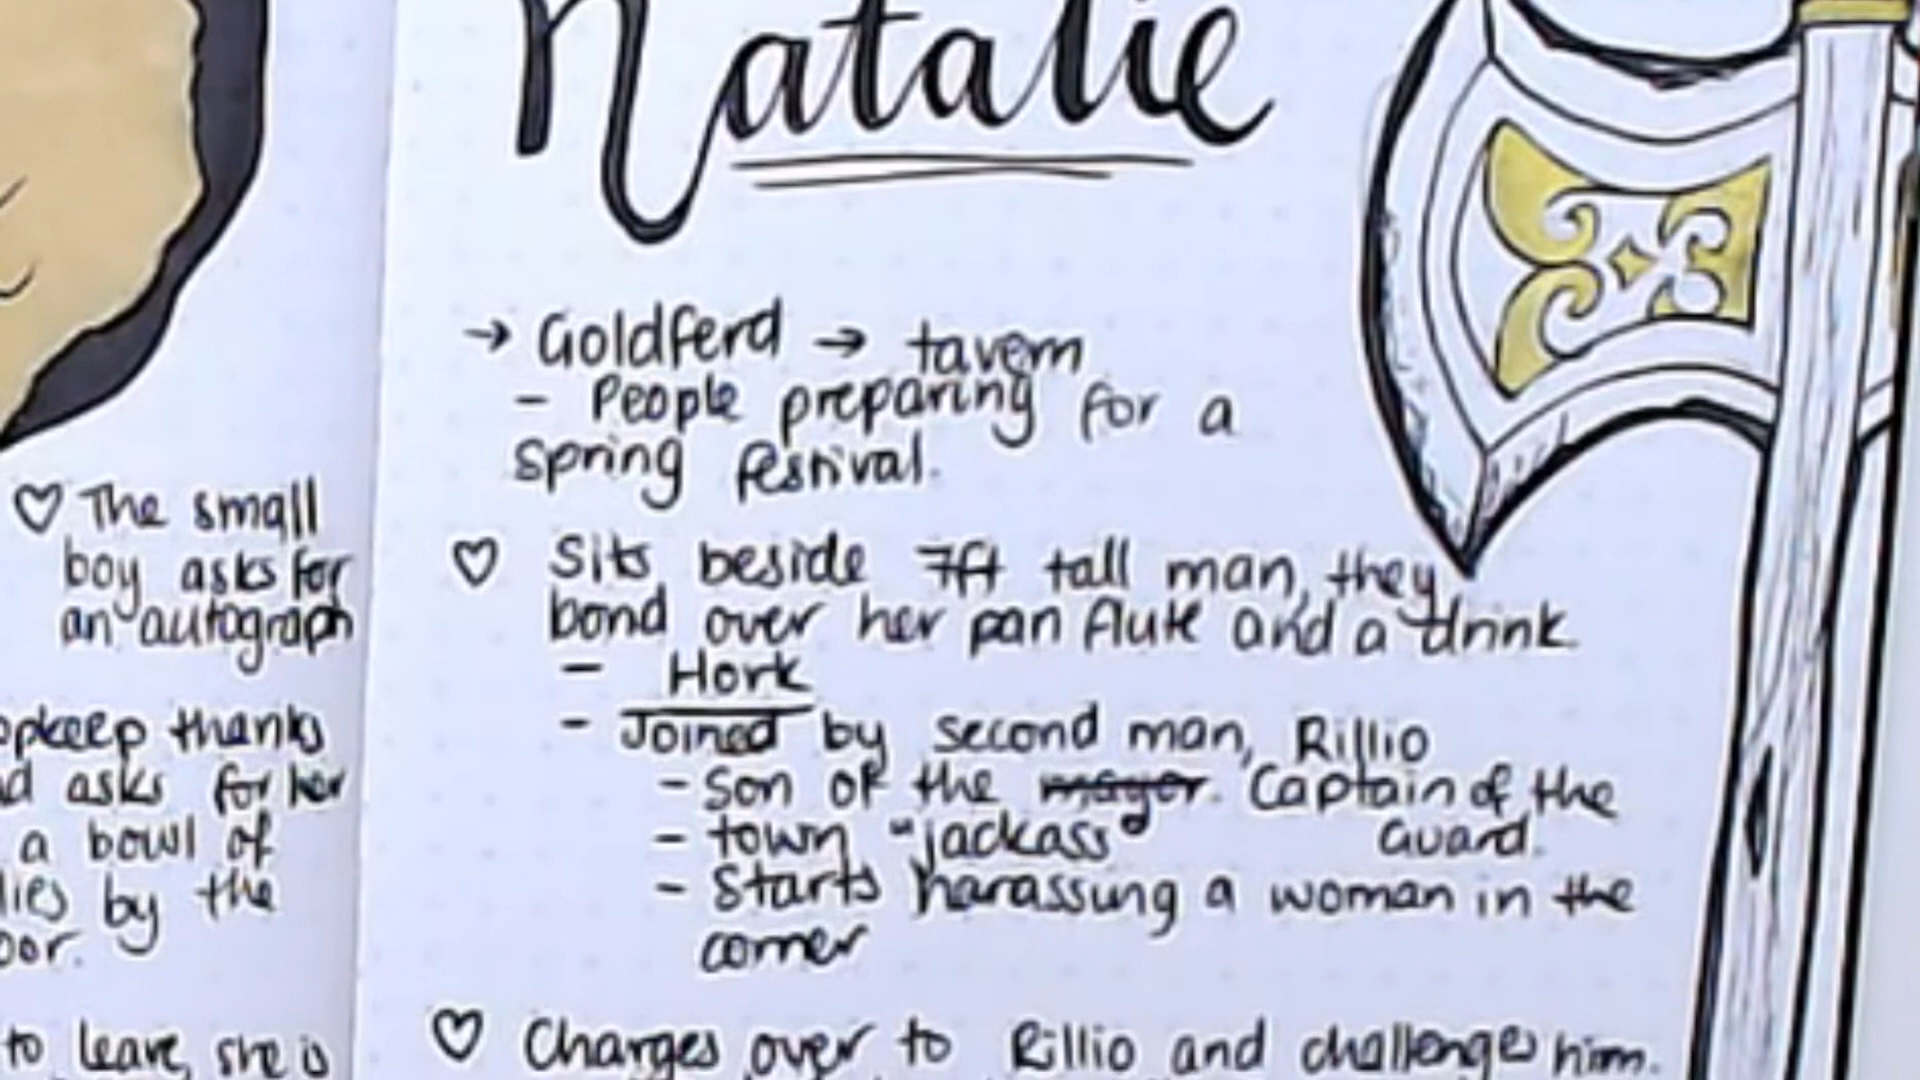 Natalie
→ Goldferd → tavern
- People preparing for a
spring festival.
♡ Sits beside 7ft tall man, they
bond over her pan flute and a drink
- Hork
- Joined by second man, Rillio
- Son of the mayor. Captain of the
Guard.
- town "jackass"
- Starts harassing a woman in the
corner
♡ Charges over to Rillio and challenges him.
♡ The small
boy asks for
an autograph
opkeep thanks
d asks for her
a bowl of
lies by the
oor.
to leave, she is